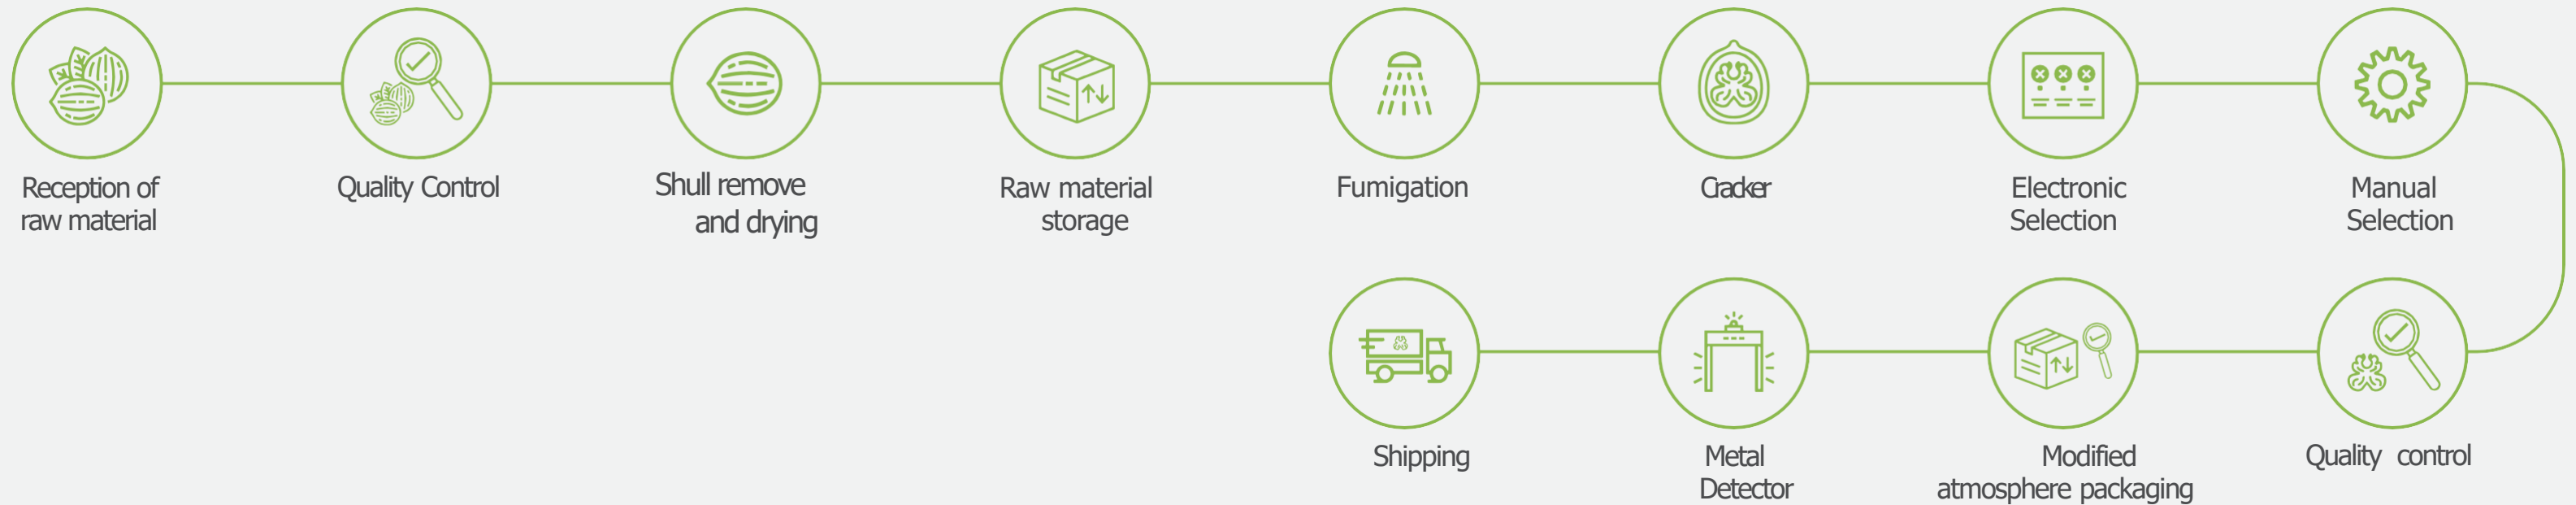 Reception of
raw material
Quality Control
Shull remove
and drying
Raw material
storage
Fumigation
Cracker
Electronic
Selection
Manual
Selection
Quality control
Modified
atmosphere packaging
Metal
Detector
Shipping